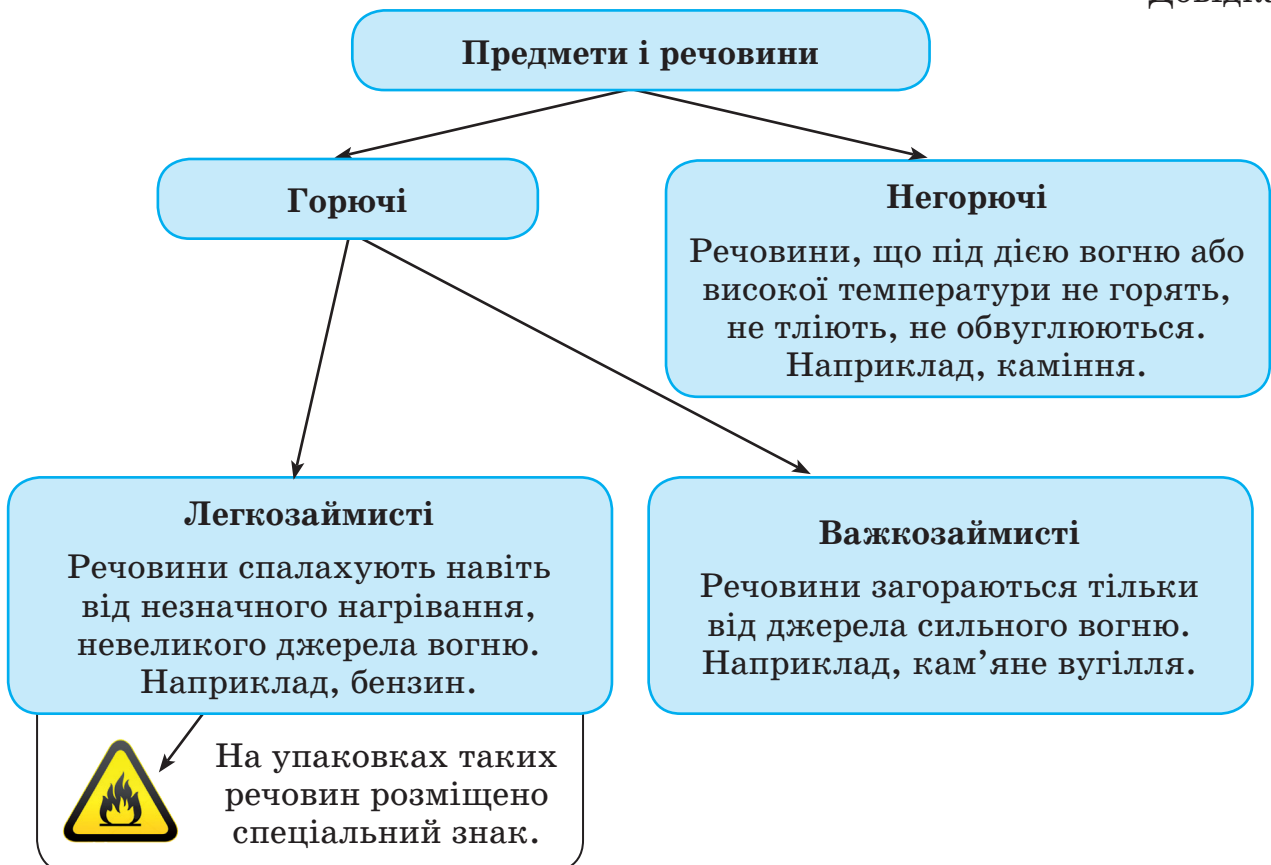 Предмети і речовини
Горючі
Негорючі
Речовини, що під дією вогню або
високої температури не горять,
не тліють, не обвуглюються.
Наприклад, каміння.
Легкозаймисті
Речовини спалахують навіть
від незначного нагрівання,
невеликого джерела вогню.
Наприклад, бензин.
Важкозаймисті
Речовини загораються тільки
від джерела сильного вогню.
Наприклад, кам’яне вугілля.
На упаковках таких
речовин розміщено
спеціальний знак.